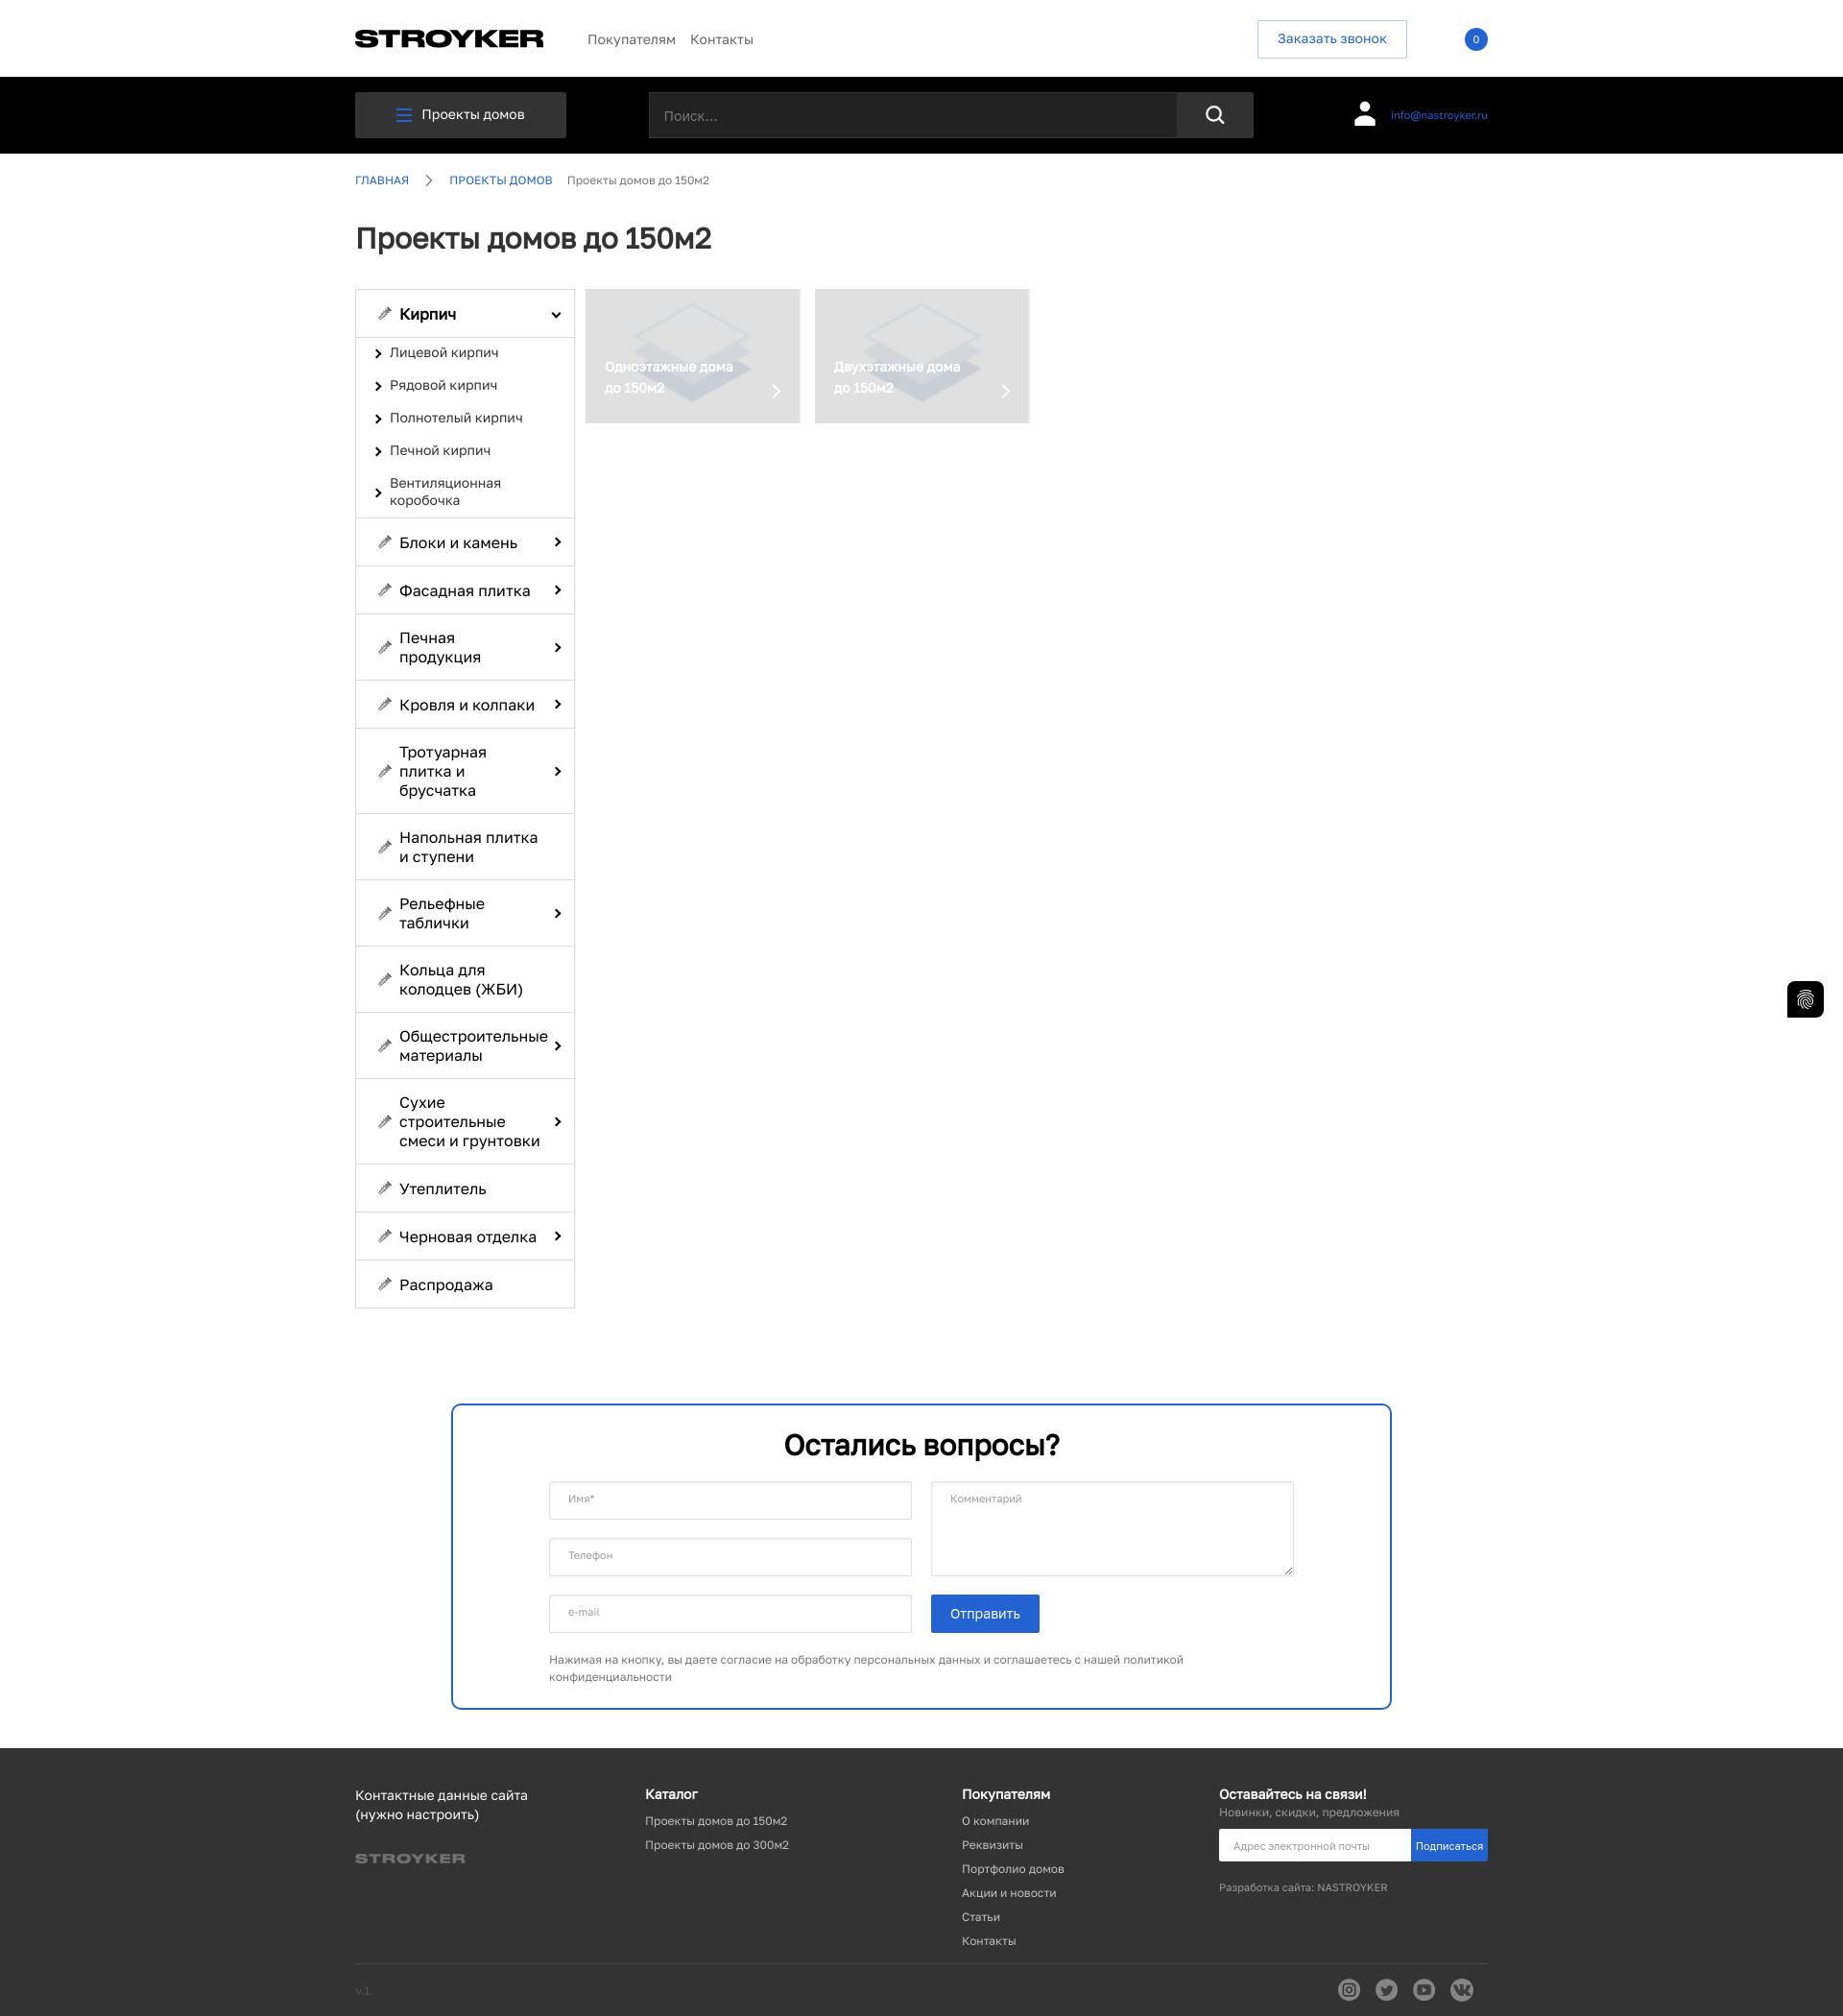 STROYKER
Покупателям
Контакты
Заказать звонок
0
Проекты домов
Поиск...
info@nastroyker.ru
ГЛАВНАЯ
ПРОЕКТЫ ДОМОВ
Проекты домов до 150м2
Проекты домов до 150м2
Кирпич
Лицевой кирпич
Рядовой кирпич
Полнотелый кирпич
Печной кирпич
Вентиляционная
коробочка
Блоки и камень
Фасадная плитка
Печная
продукция
Кровля и колпаки
Тротуарная
плитка и
брусчатка
Напольная плитка
и ступени
Рельефные
таблички
Кольца для
колодцев (ЖБИ)
Общестроительные
материалы
Сухие
строительные
смеси и грунтовки
Утеплитель
Черновая отделка
Распродажа
Одноэтажные дома
до 150м2
Двухэтажные дома
до 150м2
Остались вопросы?
Имя*
Телефон
e-mail
Комментарий
Отправить
Нажимая на кнопку, вы даете согласие на обработку персональных данных и соглашаетесь с нашей политикой
конфиденциальности
Контактные данные сайта
(нужно настроить)
STROYKER
Каталог
Проекты домов до 150м2
Проекты домов до 300м2
Покупателям
О компании
Реквизиты
Портфолио домов
Акции и новости
Статьи
Контакты
Оставайтесь на связи!
Новинки, скидки, предложения
Адрес электронной почты
Подписаться
Разработка сайта: NASTROYKER
v.1.